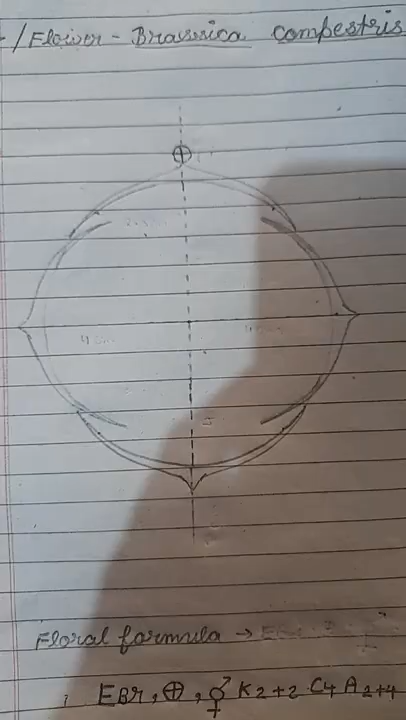 /Flower - Brassica compestris
⊕
Floral formula →
EBr, ⊕, ⚥ K2+2 C4 A2+4